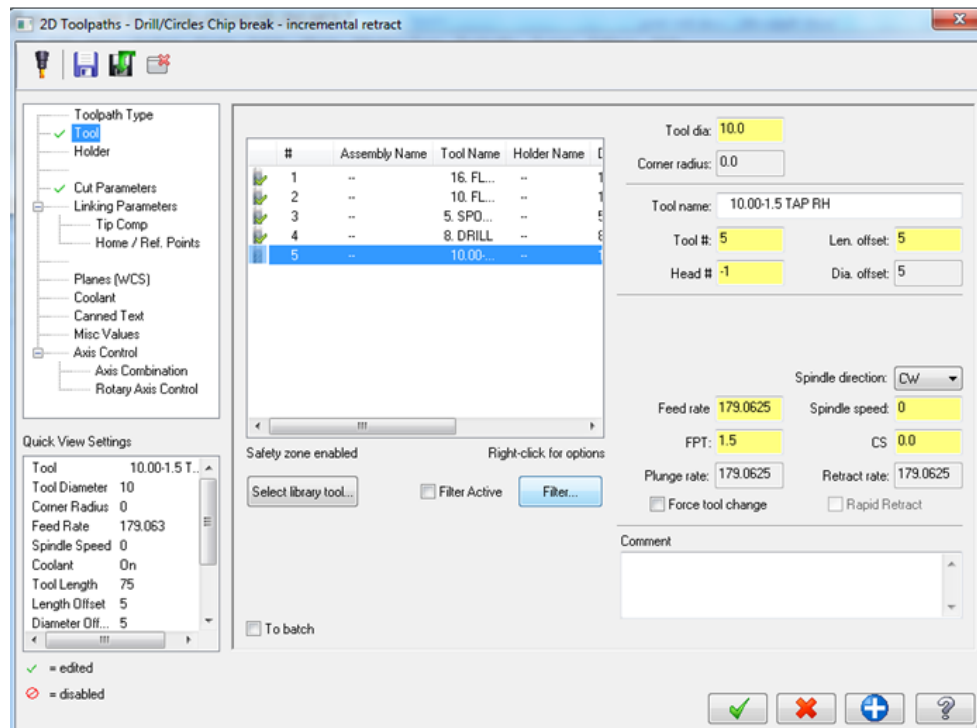 2D Toolpaths - Drill/Circles Chip break - incremental retract
Toolpath Type
Tool
Holder
Cut Parameters
Linking Parameters
Tip Comp
Home / Ref. Points
Planes (WCS)
Coolant
Canned Text
Misc Values
Axis Control
Axis Combination
Rotary Axis Control
Quick View Settings
Tool 10.00-1.5 T...
Tool Diameter 10
Corner Radius 0
Feed Rate 179.063
Spindle Speed 0
Coolant On
Tool Length 75
Length Offset 5
Diameter Off... 5
= edited
= disabled
# Assembly Name Tool Name Holder Name
1 -- 16. FL... --
2 -- 10. FL... --
3 -- 5. SPO... --
4 -- 8. DRILL --
5 -- 10.00-... --
Safety zone enabled Right-click for options
Select library tool... Filter Active Filter...
To batch
Tool dia: 10.0
Corner radius: 0.0
Tool name: 10.00-1.5 TAP RH
Tool #: 5 Len. offset: 5
Head # -1 Dia. offset: 5
Spindle direction: CW
Feed rate 179.0625 Spindle speed: 0
FPT: 1.5 CS 0.0
Plunge rate: 179.0625 Retract rate: 179.0625
Force tool change Rapid Retract
Comment